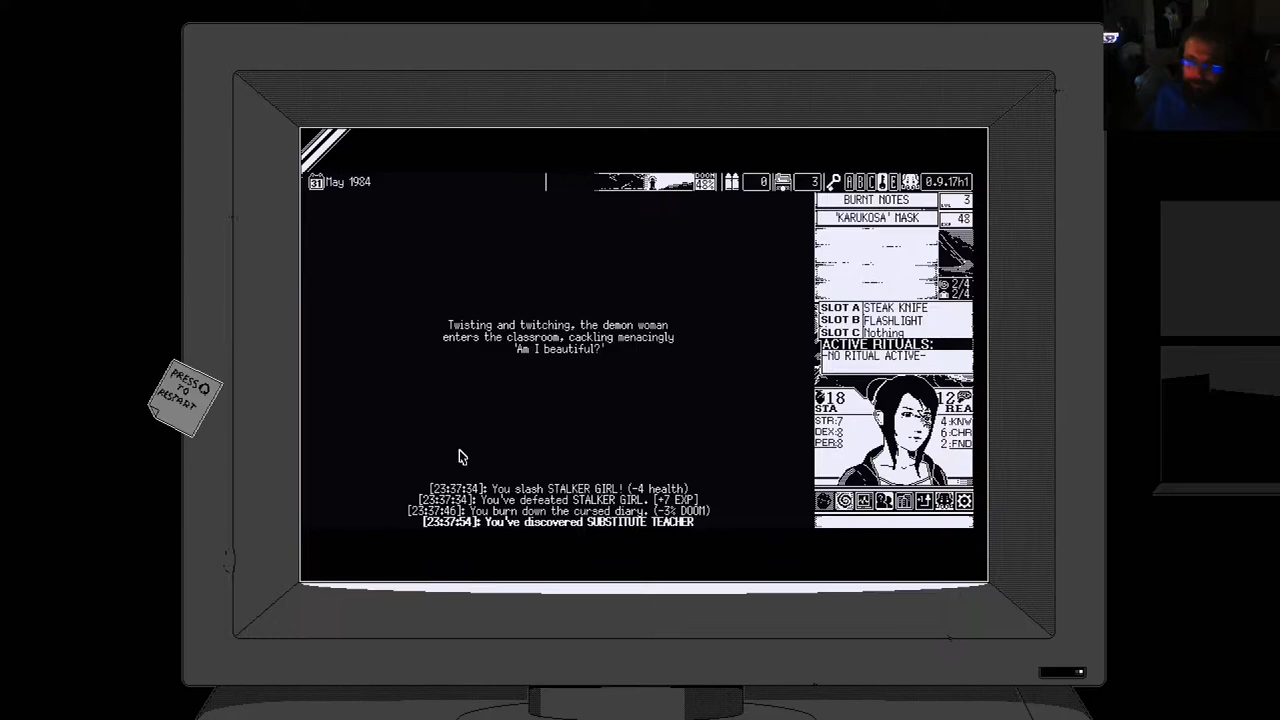 May 1984
DOOM
48%
0
3
A B C E
0.9.17h1
BURNT NOTES
3
'KARUKOSA' MASK
48
2/4
2/4
SLOT A STEAK KNIFE
SLOT B FLASHLIGHT
SLOT C Nothing
ACTIVE RITUALS:
-NO RITUAL ACTIVE-
18
STA
12
REA
STR:7
DEX:8
PER:8
4:KNW
6:CHR
2:FND
Twisting and twitching, the demon woman
enters the classroom, cackling menacingly
'Am I beautiful?'
PRESS Q
TO
RESTART
[23:37:34]: You slash STALKER GIRL! (-4 health)
[23:37:34]: You've defeated STALKER GIRL. [+7 EXP]
[23:37:46]: You burn down the cursed diary. (-3% DOOM)
[23:37:54]: You've discovered SUBSTITUTE TEACHER